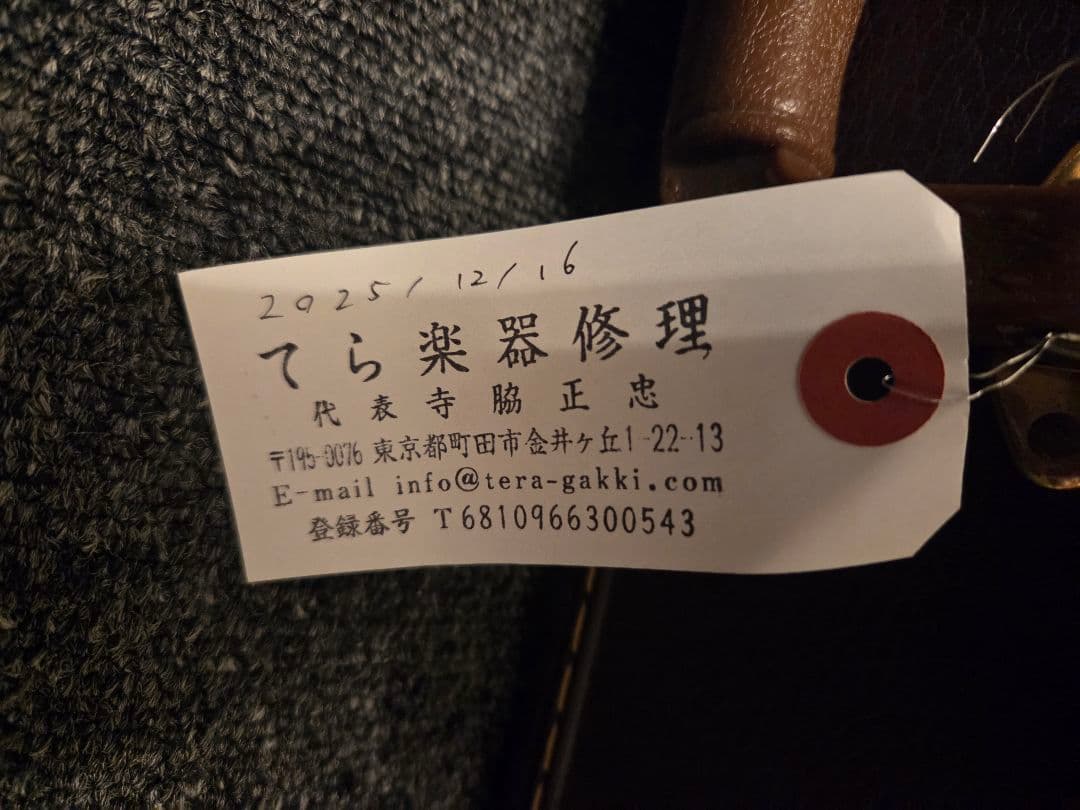 2025/12/16
てら楽器修理
代表寺脇正忠
〒195-0076 東京都町田市金井ヶ丘1-22-13
E-mail info@tera-gakki.com
登録番号 T6810966300543